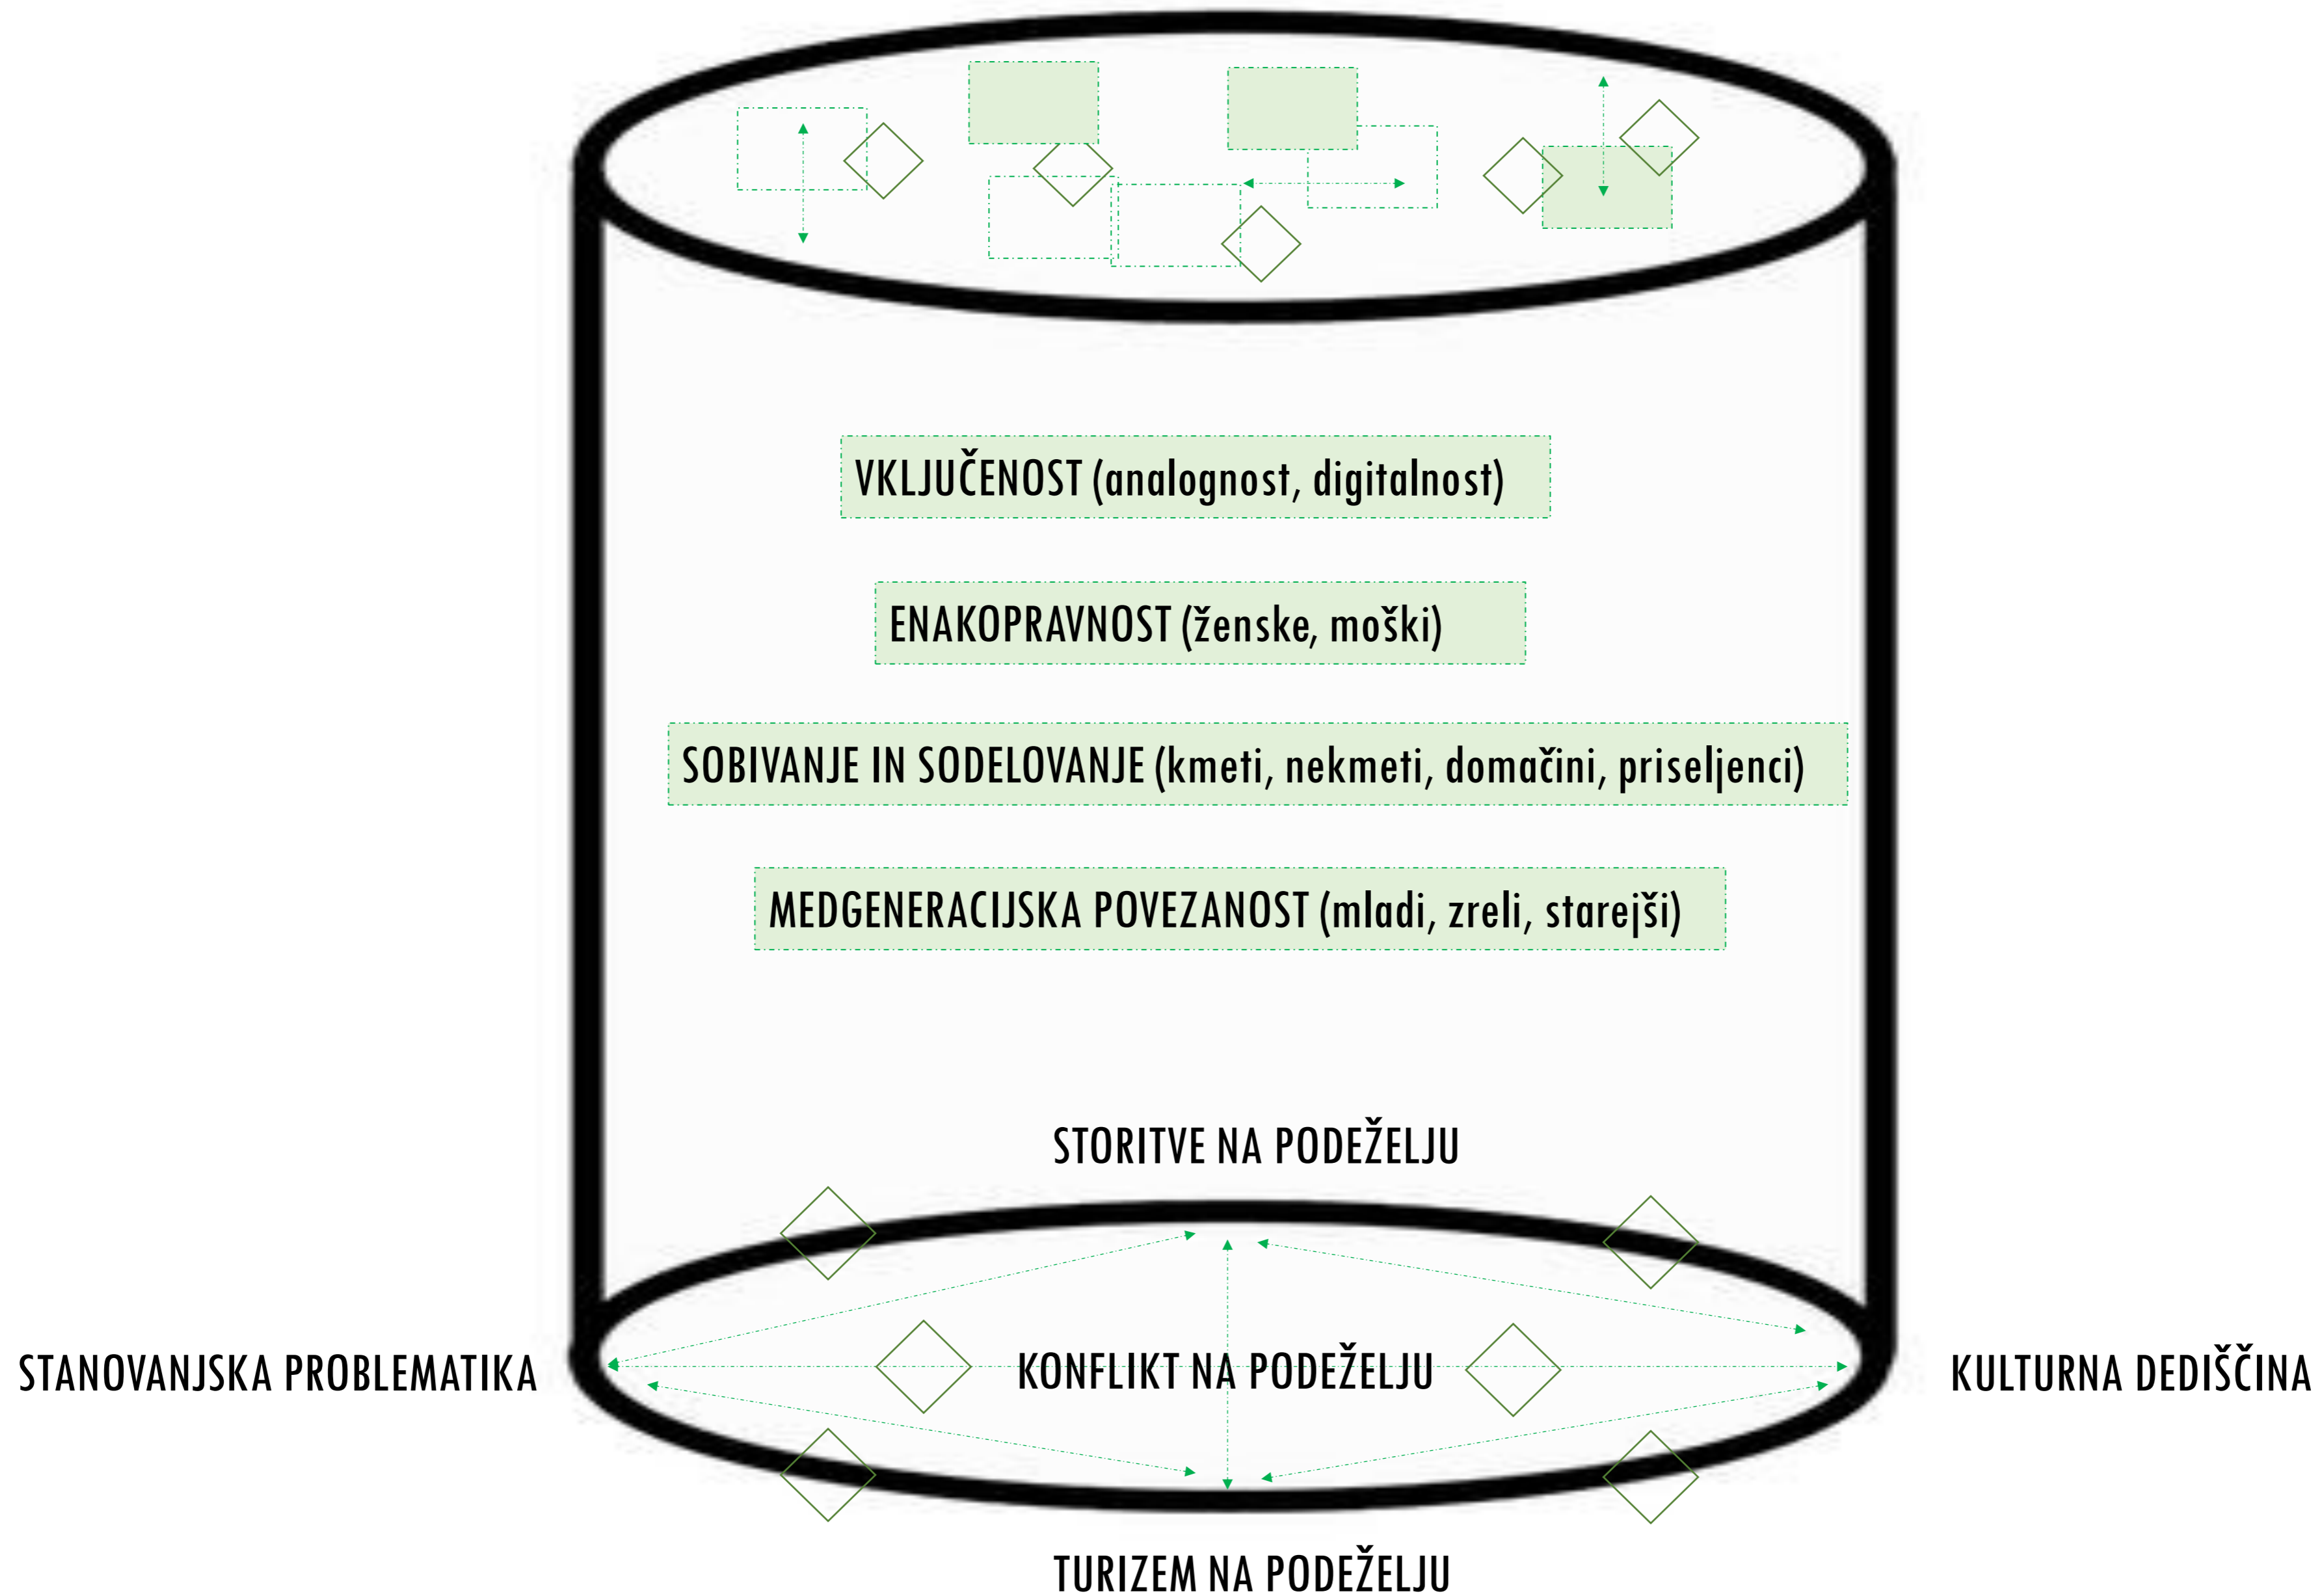 VKLJUČENOST (analognost, digitalnost)
ENAKOPRAVNOST (ženske, moški)
SOBIVANJE IN SODELOVANJE (kmeti, nekmeti, domačini, priseljenci)
MEDGENERACIJSKA POVEZANOST (mladi, zreli, starejši)
STORITVE NA PODEŽELJU
STANOVANJSKA PROBLEMATIKA
KONFLIKT NA PODEŽELJU
KULTURNA DEDIŠČINA
TURIZEM NA PODEŽELJU